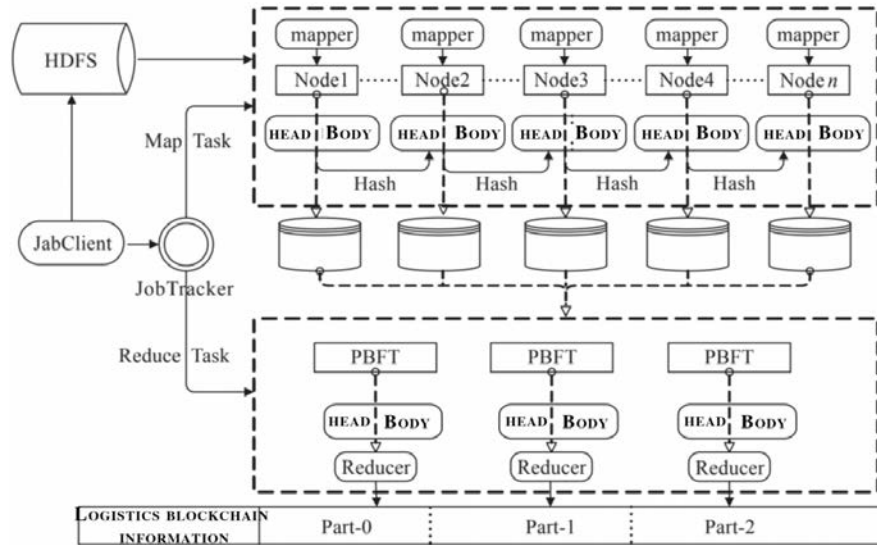 mapper mapper mapper mapper mapper
HDFS
Node1 Node2 Node3 Node4 Node n
HEAD BODY HEAD BODY HEAD BODY HEAD BODY HEAD BODY
Map Task
Hash Hash Hash Hash
JabClient
JobTracker
Reduce Task
PBFT PBFT PBFT
HEAD BODY HEAD BODY HEAD BODY
Reducer Reducer Reducer
LOGISTICS BLOCKCHAIN
INFORMATION
Part-0 Part-1 Part-2